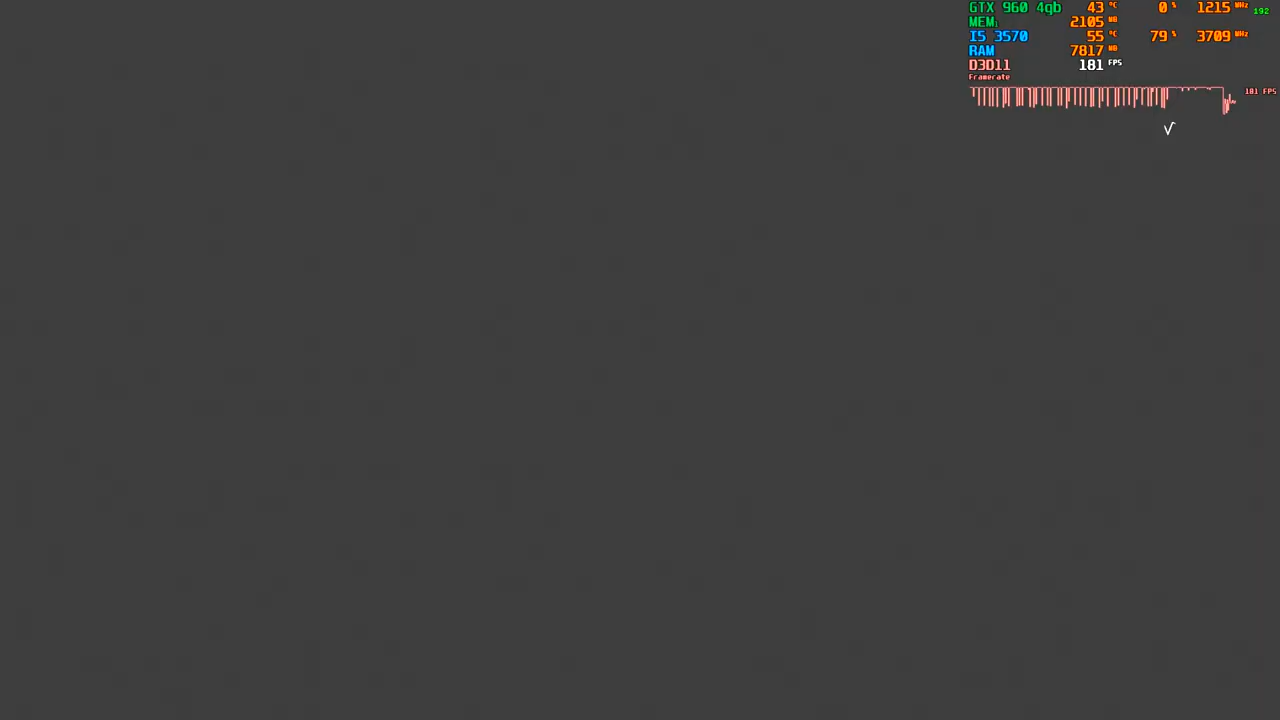 GTX 960 4gb 43 °C 0 % 1215 MHz 192
MEM 2105 MB
I5 3570 55 °C 79 % 3709 MHz
RAM 7817 MB
D3D11 181 FPS
Framerate
181 FPS
√